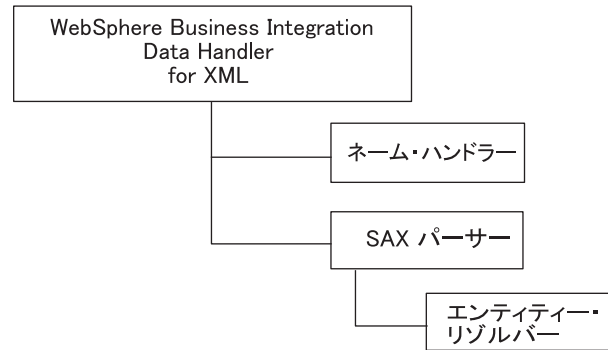 WebSphere Business Integration
Data Handler
for XML
ネーム・ハンドラー
SAX パーサー
エンティティー・
リゾルバー